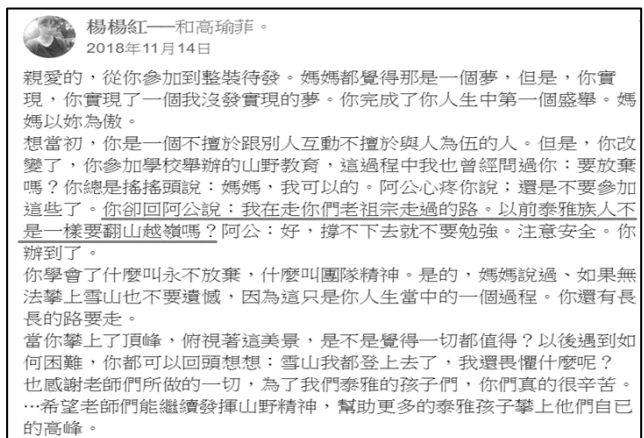 楊楊紅──和高瑜菲。
2018年11月14日
親愛的，從你參加到整裝待發。媽媽都覺得那是一個夢，但是，你實
現，你實現了一個我沒發實現的夢。你完成了你人生中第一個盛舉。媽
媽以妳為傲。
想當初，你是一個不擅於跟別人互動不擅於與人為伍的人。但是，你改
變了，你參加學校舉辦的山野教育，這過程中我也曾經問過你：要放棄
嗎？你總是搖搖頭說：媽媽，我可以的。阿公心疼你說；還是不要參加
這些了。你卻回阿公說：我在走你們老祖宗走過的路。以前泰雅族人不
是一樣要翻山越嶺嗎？阿公：好，撐不下去就不要勉強。注意安全。你
辦到了。
你學會了什麼叫永不放棄，什麼叫團隊精神。是的，媽媽說過、如果無
法攀上雪山也不要遺憾，因為這只是你人生當中的一個過程。你還有長
長的路要走。
當你攀上了頂峰，俯視著這美景，是不是覺得一切都值得？以後遇到如
何困難，你都可以回頭想想：雪山我都登上去了，我還畏懼什麼呢？
也感謝老師們所做的一切，為了我們泰雅的孩子們，你們真的很辛苦。
…希望老師們能繼續發揮山野精神，幫助更多的泰雅孩子攀上他們自已
的高峰。